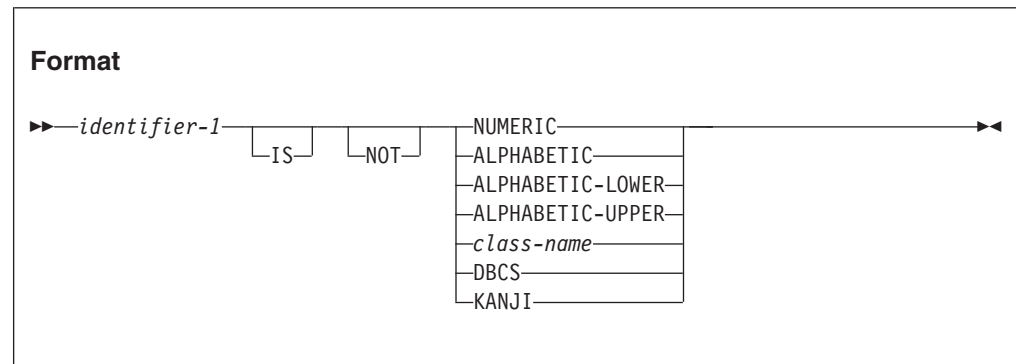 Format
identifier-1 IS NOT NUMERIC
ALPHABETIC
ALPHABETIC-LOWER
ALPHABETIC-UPPER
class-name
DBCS
KANJI